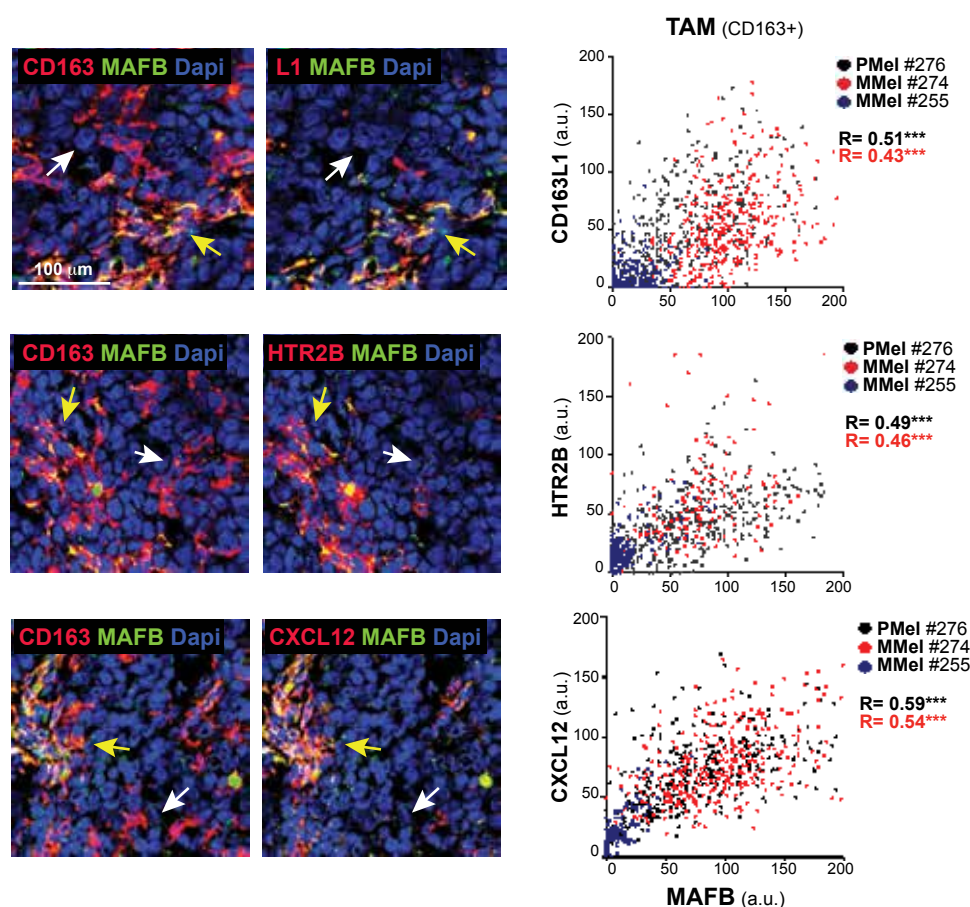 TAM (CD163+)
CD163 MAFB Dapi
L1 MAFB Dapi
100 µm
CD163L1 (a.u.)
200
150
100
50
0
0 50 100 150 200
PMel #276
MMel #274
MMel #255
R= 0.51***
R= 0.43***
CD163 MAFB Dapi
HTR2B MAFB Dapi
HTR2B (a.u.)
200
150
100
50
0
0 50 100 150 200
PMel #276
MMel #274
MMel #255
R= 0.49***
R= 0.46***
CD163 MAFB Dapi
CXCL12 MAFB Dapi
CXCL12 (a.u.)
200
150
100
50
0
0 50 100 150 200
PMel #276
MMel #274
MMel #255
R= 0.59***
R= 0.54***
MAFB (a.u.)